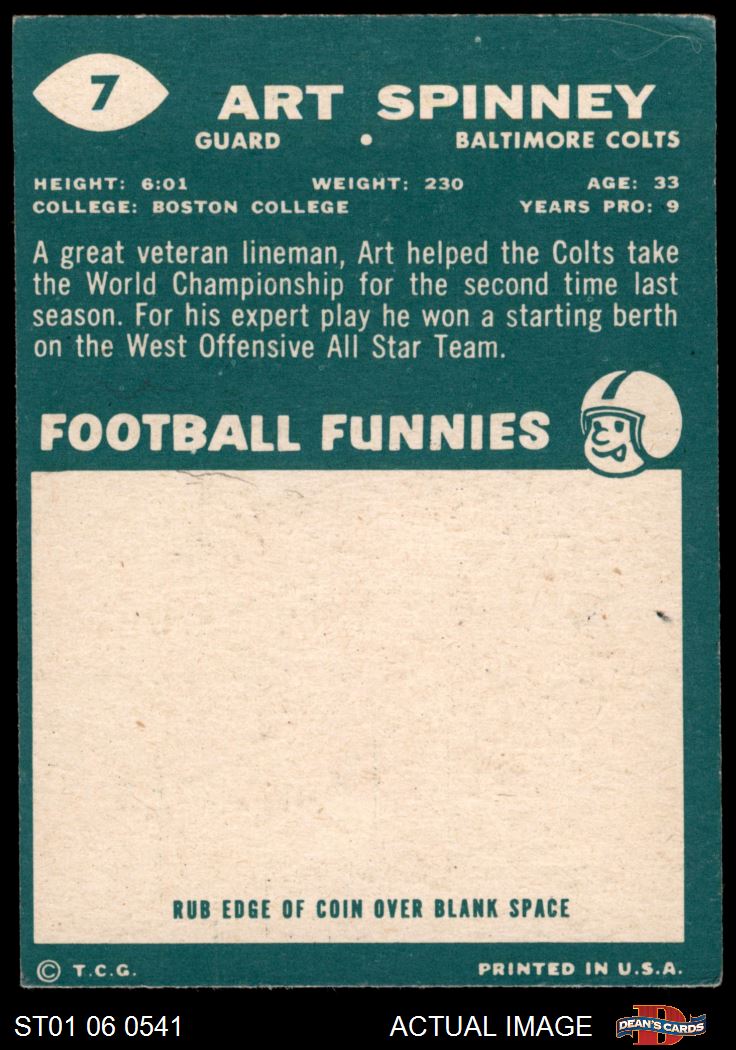 7
ART SPINNEY
GUARD • BALTIMORE COLTS
HEIGHT: 6:01 WEIGHT: 230 AGE: 33
COLLEGE: BOSTON COLLEGE YEARS PRO: 9
A great veteran lineman, Art helped the Colts take
the World Championship for the second time last
season. For his expert play he won a starting berth
on the West Offensive All Star Team.
FOOTBALL FUNNIES
RUB EDGE OF COIN OVER BLANK SPACE
© T.C.G. PRINTED IN U.S.A.
ST01 06 0541 ACTUAL IMAGE D DEAN'S CARDS